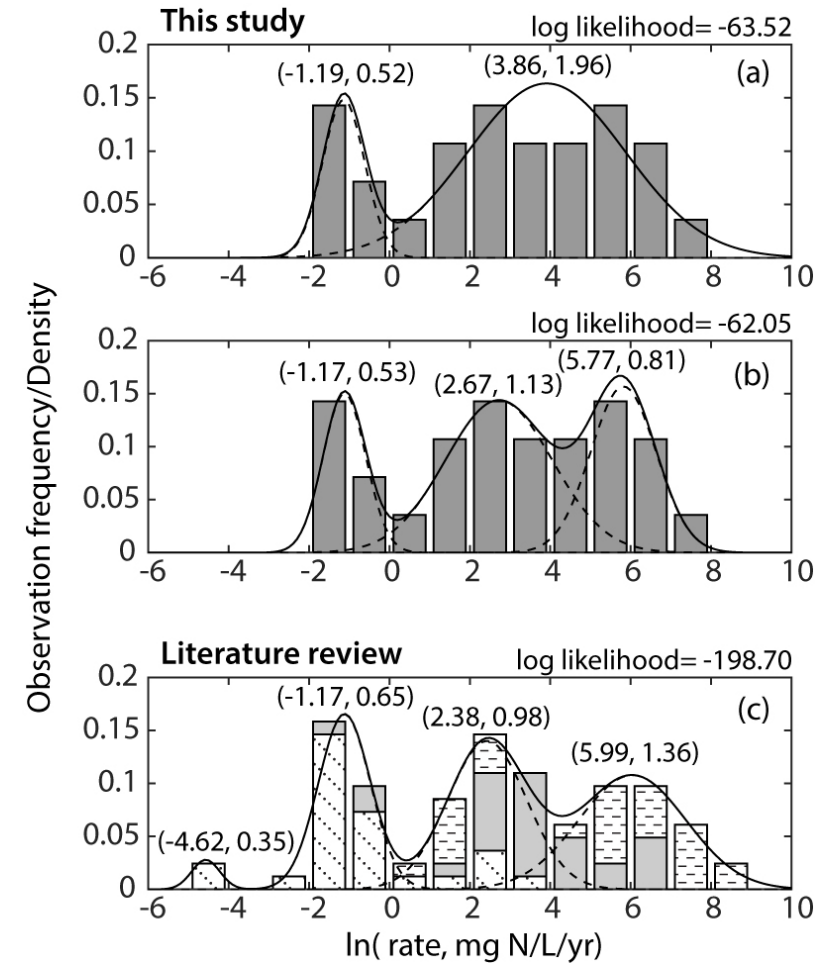 This study
log likelihood= -63.52
0.2
0.15
0.1
0.05
0
(-1.19, 0.52)
(3.86, 1.96)
(a)
-6 -4 -2 0 2 4 6 8 10
log likelihood= -62.05
0.2
0.15
0.1
0.05
0
(-1.17, 0.53)
(2.67, 1.13)
(5.77, 0.81)
(b)
-6 -4 -2 0 2 4 6 8 10
Observation frequency/Density
Literature review
log likelihood= -198.70
0.2
0.15
0.1
0.05
0
(-4.62, 0.35)
(-1.17, 0.65)
(2.38, 0.98)
(5.99, 1.36)
(c)
-6 -4 -2 0 2 4 6 8 10
ln( rate, mg N/L/yr)